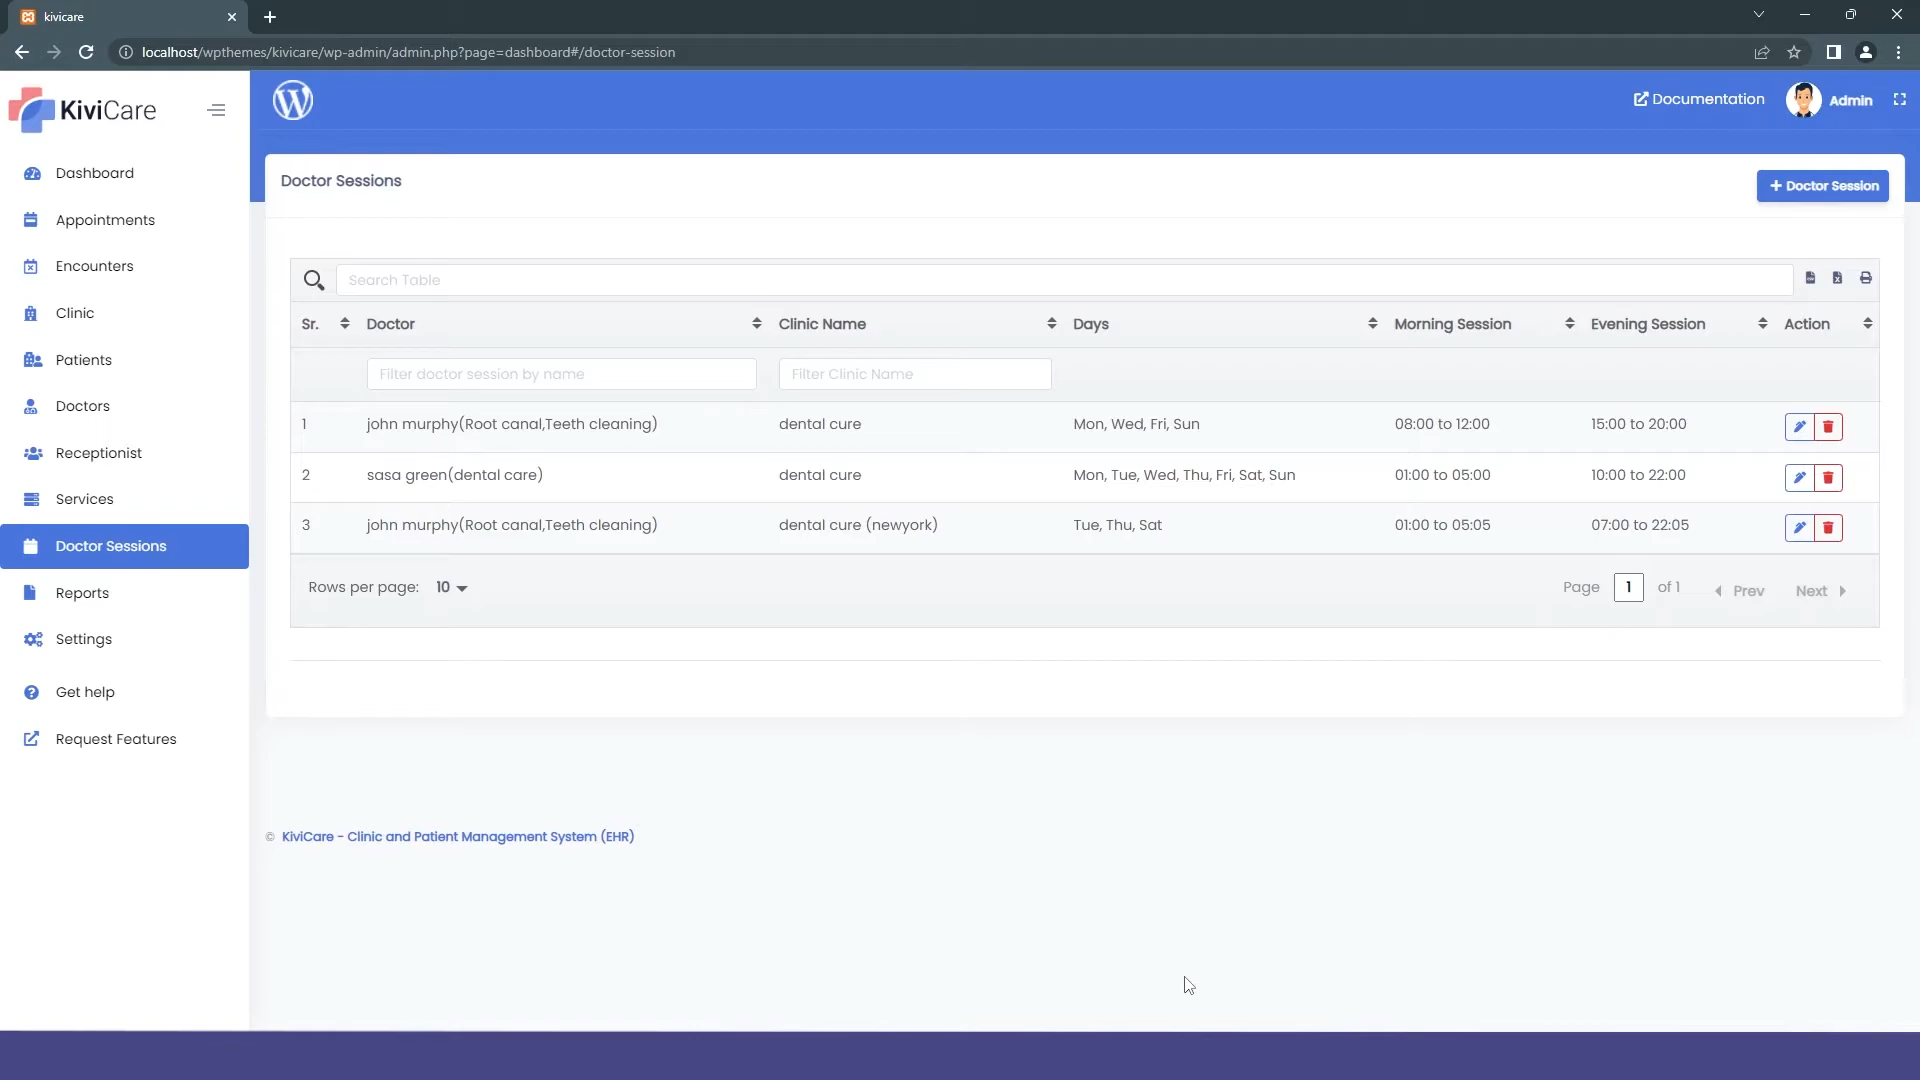 kivicare
localhost/wpthemes/kivicare/wp-admin/admin.php?page=dashboard#/doctor-session
KiviCare
Documentation
Admin
Dashboard
Appointments
Encounters
Clinic
Patients
Doctors
Receptionist
Services
Doctor Sessions
Reports
Settings
Get help
Request Features
Doctor Sessions
+ Doctor Session
Search Table
Sr. Doctor Clinic Name Days Morning Session Evening Session Action
Filter doctor session by name Filter Clinic Name
1 john murphy(Root canal,Teeth cleaning) dental cure Mon, Wed, Fri, Sun 08:00 to 12:00 15:00 to 20:00
2 sasa green(dental care) dental cure Mon, Tue, Wed, Thu, Fri, Sat, Sun 01:00 to 05:00 10:00 to 22:00
3 john murphy(Root canal,Teeth cleaning) dental cure (newyork) Tue, Thu, Sat 01:00 to 05:05 07:00 to 22:05
Rows per page: 10 Page 1 of 1 Prev Next
© KiviCare - Clinic and Patient Management System (EHR)